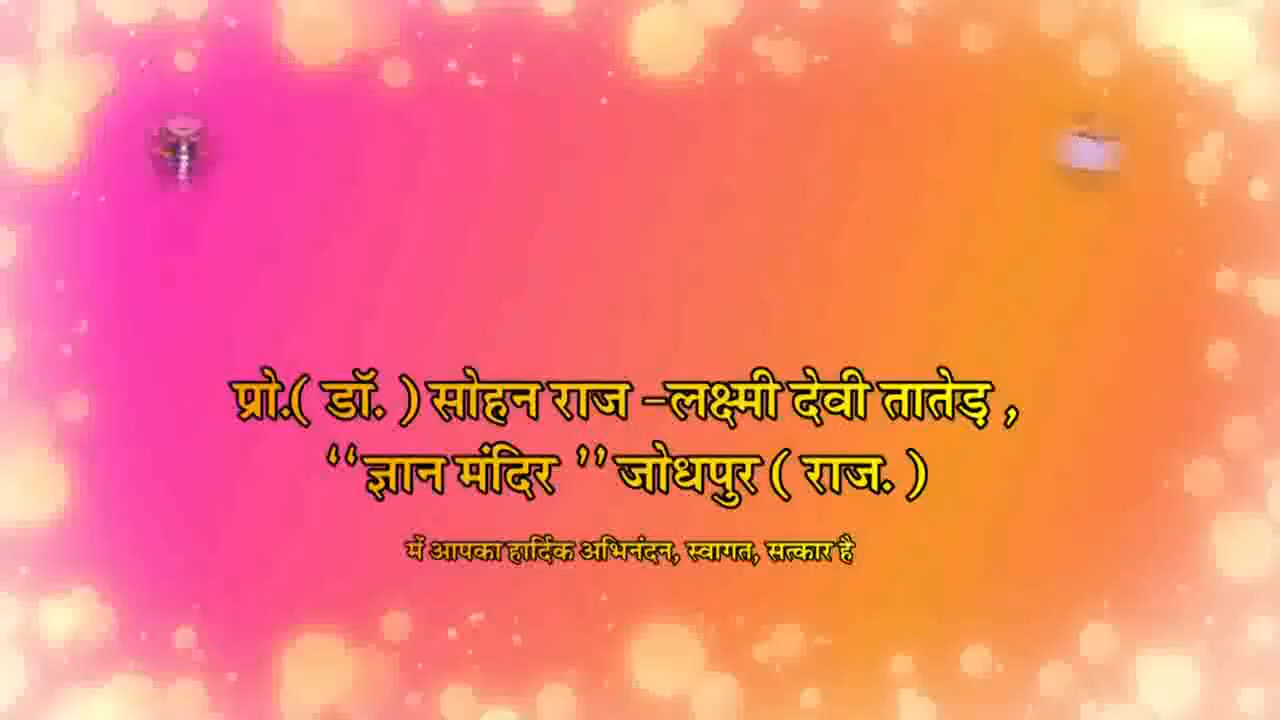 प्रो.( डॉ. ) सोहन राज -लक्ष्मी देवी तातेड़ ,
‘‘ज्ञान मंदिर ’’ जोधपुर ( राज. )
में आपका हार्दिक अभिनंदन, स्वागत, सत्कार है